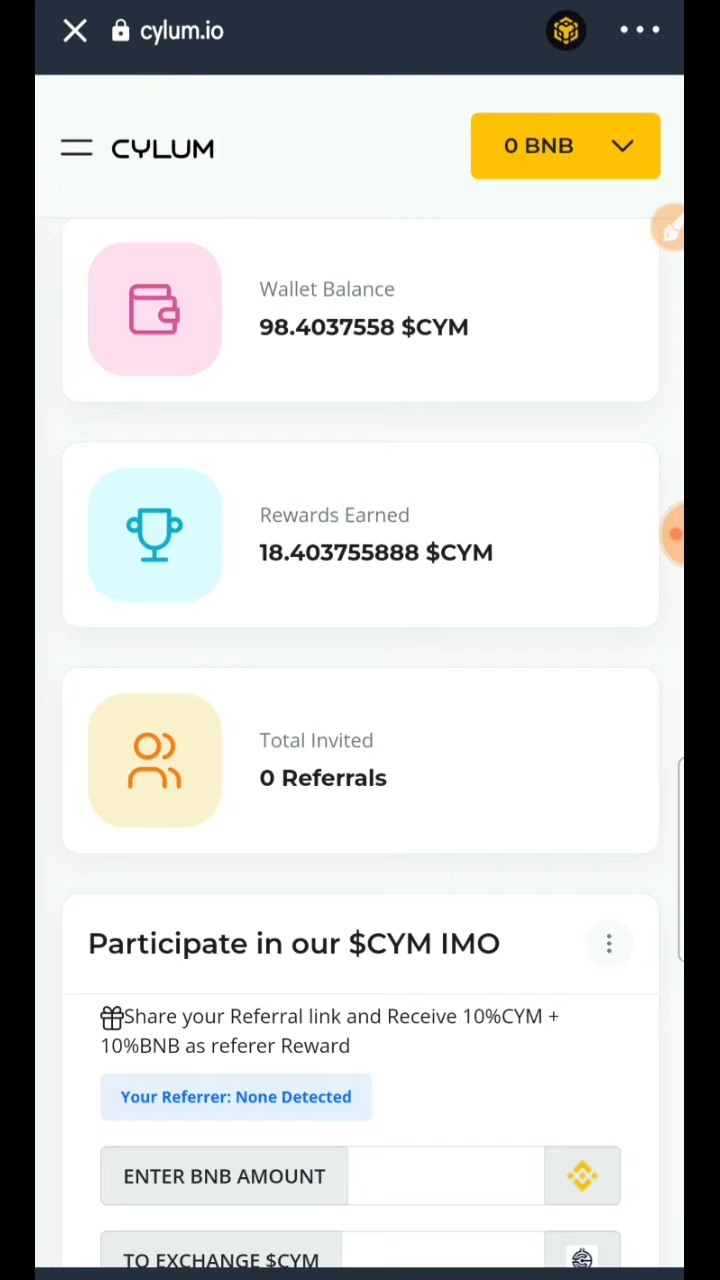 cylum.io
CYLUM
0 BNB
Wallet Balance
98.4037558 $CYM
Rewards Earned
18.403755888 $CYM
Total Invited
0 Referrals
Participate in our $CYM IMO
Share your Referral link and Receive 10%CYM +
10%BNB as referer Reward
Your Referrer: None Detected
ENTER BNB AMOUNT
TO EXCHANGE $CYM